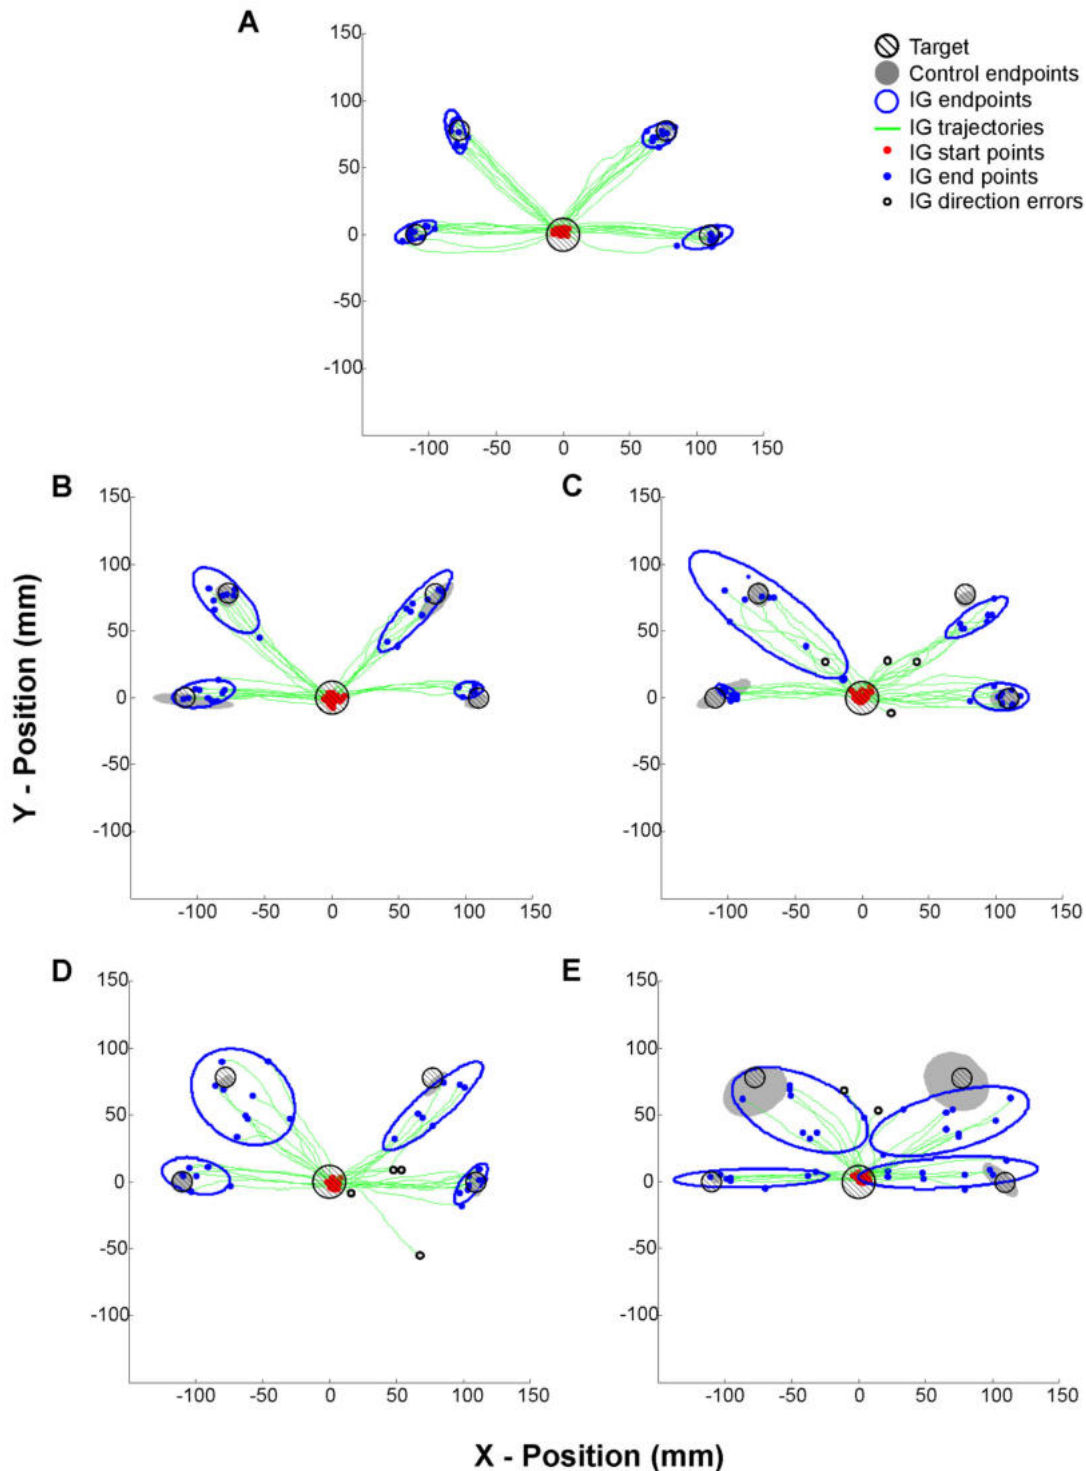 A
150
100
50
0
-50
-100
-100 -50 0 50 100 150
Target
Control endpoints
IG endpoints
IG trajectories
IG start points
IG end points
IG direction errors
B
150
100
50
0
-50
-100
-100 -50 0 50 100 150
C
150
100
50
0
-50
-100
-100 -50 0 50 100 150
Y - Position (mm)
D
150
100
50
0
-50
-100
-100 -50 0 50 100 150
E
150
100
50
0
-50
-100
-100 -50 0 50 100 150
X - Position (mm)